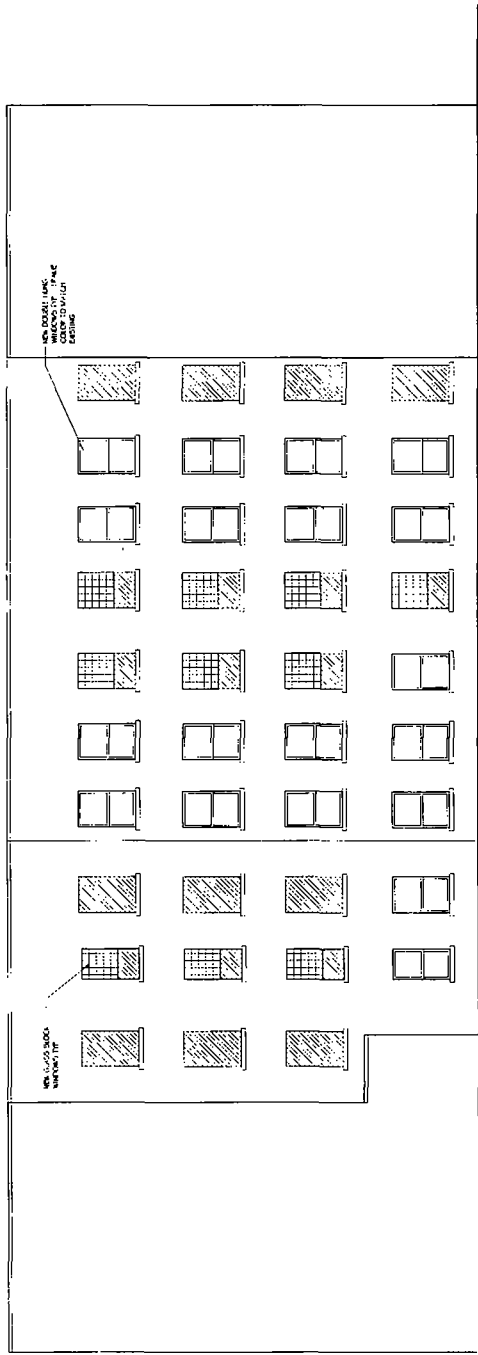 NEW DOUBLE HUNG
WINDOWS TYP
COLOR TO MATCH
EXISTING
NEW GLASS BLOCK
WINDOWS TYP